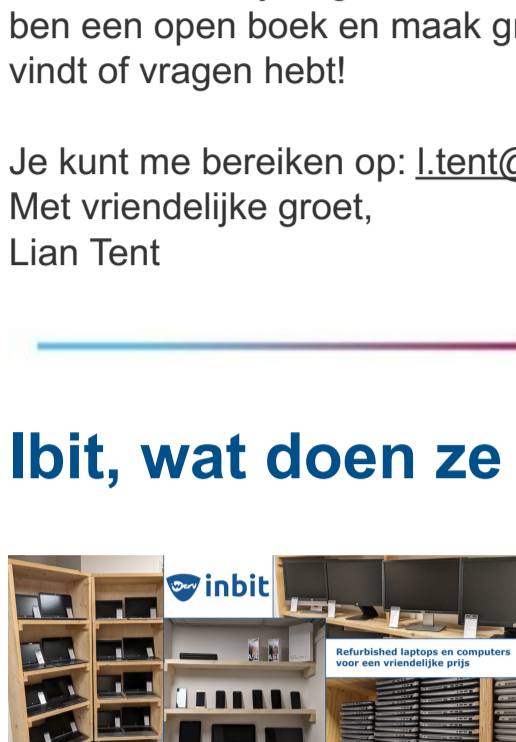 ben een open boek en maak
vindt of vragen hebt!
Je kunt me bereiken op: l.tent@
Met vriendelijke groet,
Lian Tent
Ibit, wat doen ze
werv inbit
Refurbished laptops en computers
voor een vriendelijke prijs